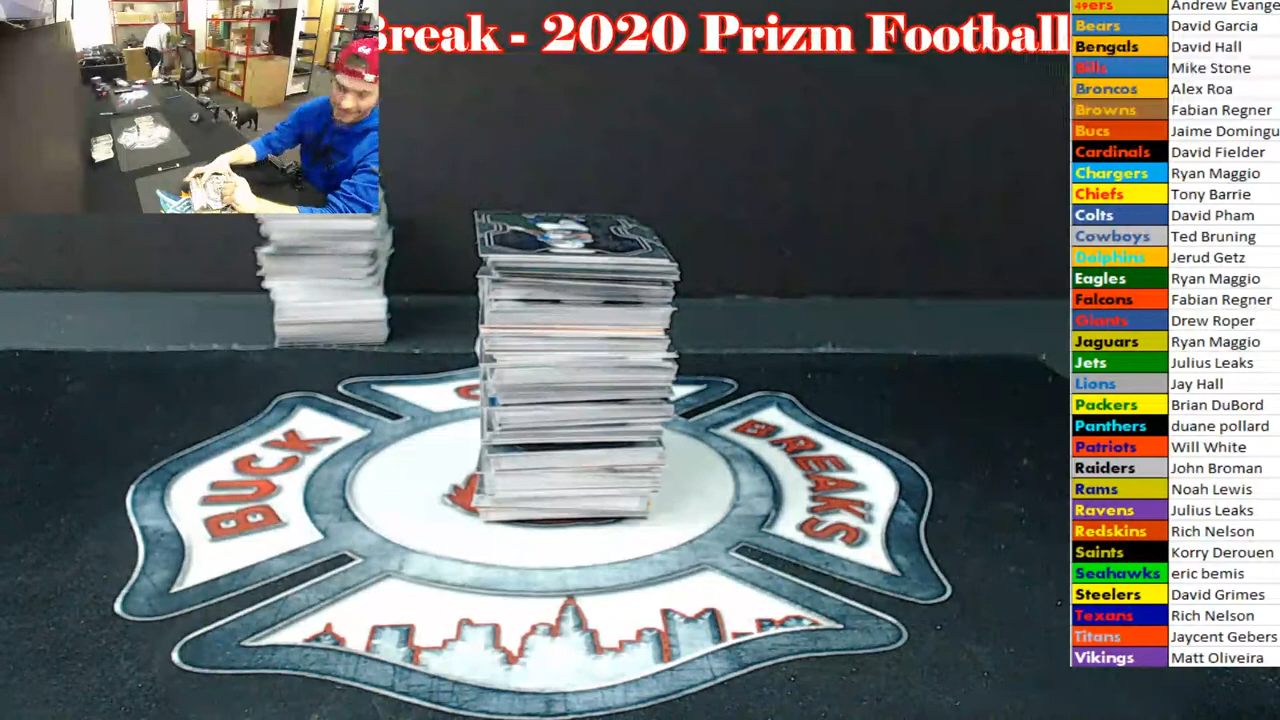 Break - 2020 Prizm Football
49ers Andrew Evange
Bears David Garcia
Bengals David Hall
Bills Mike Stone
Broncos Alex Roa
Browns Fabian Regner
Bucs Jaime Domingu
Cardinals David Fielder
Chargers Ryan Maggio
Chiefs Tony Barrie
Colts David Pham
Cowboys Ted Bruning
Dolphins Jerud Getz
Eagles Ryan Maggio
Falcons Fabian Regner
Giants Drew Roper
Jaguars Ryan Maggio
Jets Julius Leaks
Lions Jay Hall
Packers Brian DuBord
Panthers duane pollard
Patriots Will White
Raiders John Broman
Rams Noah Lewis
Ravens Julius Leaks
Redskins Rich Nelson
Saints Korry Derouen
Seahawks eric bemis
Steelers David Grimes
Texans Rich Nelson
Titans Jaycent Gebers
Vikings Matt Oliveira
BUCK
BREAKS